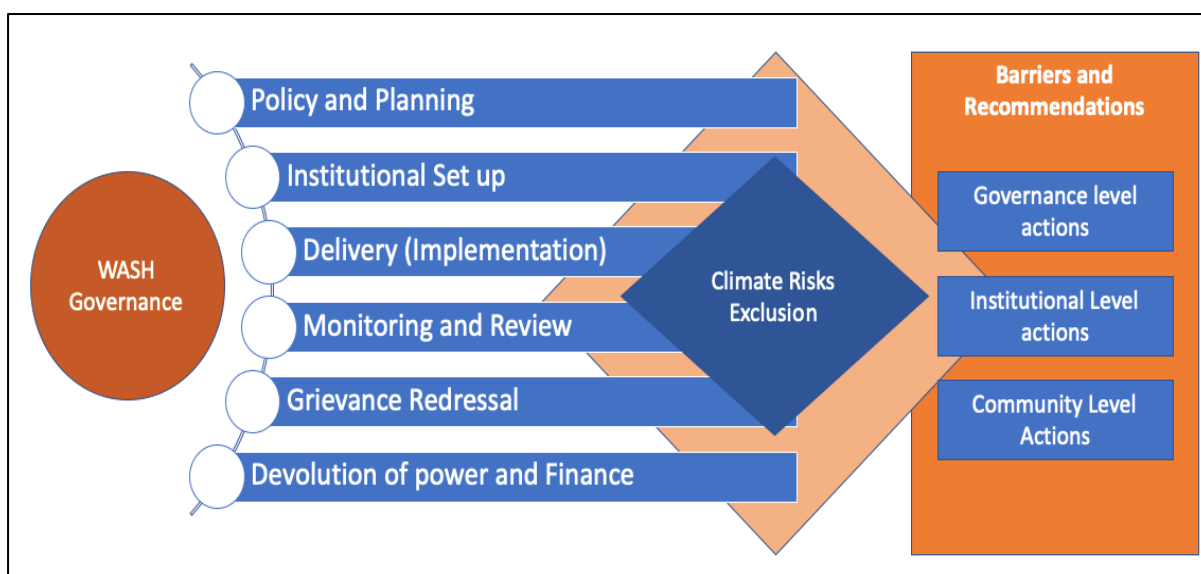 WASH
Governance
Policy and Planning
Institutional Set up
Delivery (Implementation)
Monitoring and Review
Grievance Redressal
Devolution of power and Finance
Climate Risks
Exclusion
Barriers and
Recommendations
Governance level
actions
Institutional Level
actions
Community Level
Actions